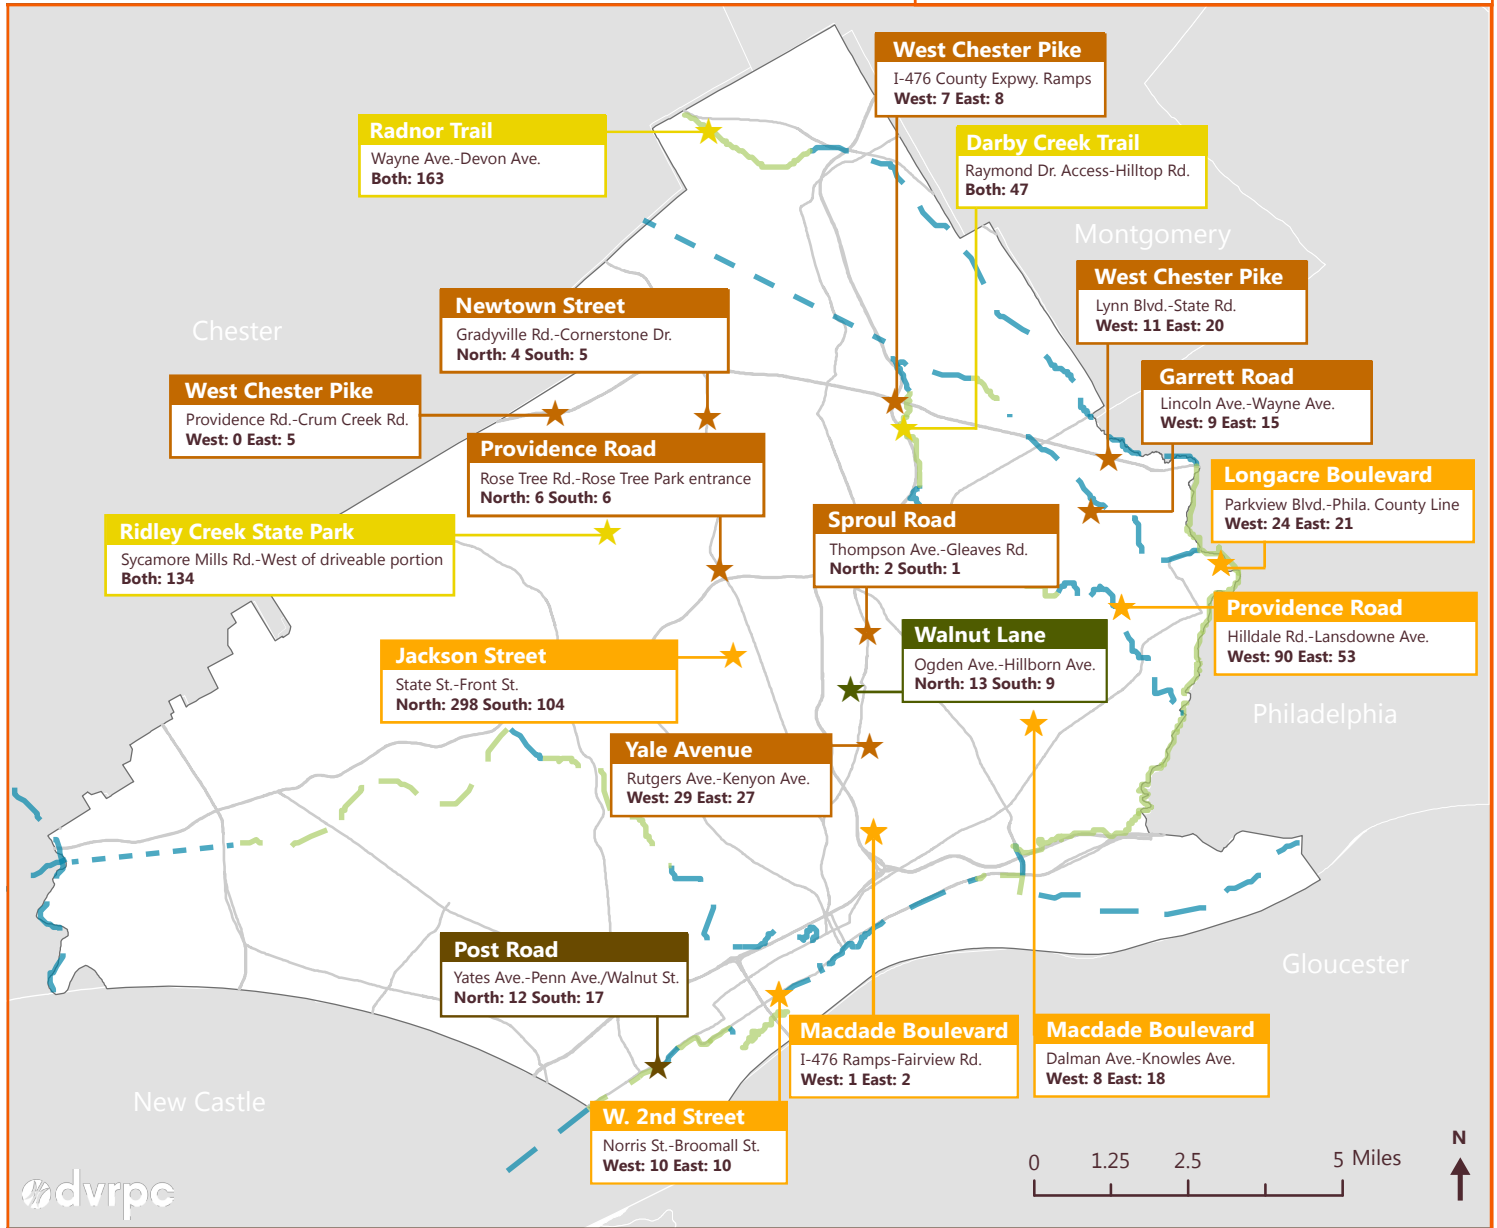 West Chester Pike
I-476 County Expwy. Ramps
West: 7 East: 8
Radnor Trail
Wayne Ave.-Devon Ave.
Both: 163
Darby Creek Trail
Raymond Dr. Access-Hilltop Rd.
Both: 47
Montgomery
West Chester Pike
Lynn Blvd.-State Rd.
West: 11 East: 20
Chester
Newtown Street
Gradyville Rd.-Cornerstone Dr.
North: 4 South: 5
West Chester Pike
Providence Rd.-Crum Creek Rd.
West: 0 East: 5
Garrett Road
Lincoln Ave.-Wayne Ave.
West: 9 East: 15
Providence Road
Rose Tree Rd.-Rose Tree Park entrance
North: 6 South: 6
Longacre Boulevard
Parkview Blvd.-Phila. County Line
West: 24 East: 21
Ridley Creek State Park
Sycamore Mills Rd.-West of driveable portion
Both: 134
Sproul Road
Thompson Ave.-Gleaves Rd.
North: 2 South: 1
Providence Road
Hilldale Rd.-Lansdowne Ave.
West: 90 East: 53
Walnut Lane
Ogden Ave.-Hillborn Ave.
North: 13 South: 9
Jackson Street
State St.-Front St.
North: 298 South: 104
Philadelphia
Yale Avenue
Rutgers Ave.-Kenyon Ave.
West: 29 East: 27
Post Road
Yates Ave.-Penn Ave./Walnut St.
North: 12 South: 17
Gloucester
Macdade Boulevard
I-476 Ramps-Fairview Rd.
West: 1 East: 2
Macdade Boulevard
Dalman Ave.-Knowles Ave.
West: 8 East: 18
New Castle
W. 2nd Street
Norris St.-Broomall St.
West: 10 East: 10
N
0 1.25 2.5 5 Miles
dvrpc